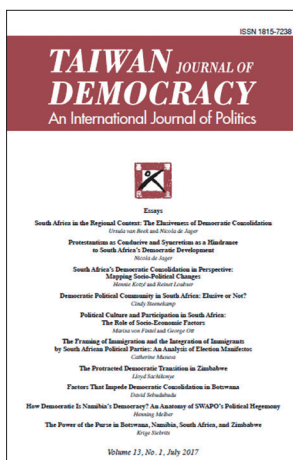 ISSN 1815-7238
TAIWAN JOURNAL OF
DEMOCRACY
An International Journal of Politics
Essays
South Africa in the Regional Context: The Elusiveness of Democratic Consolidation
Ursula van Beek and Nicola de Jager
Protestantism as Conducive and Syncretism as a Hindrance
to South Africa's Democratic Development
Nicola de Jager
South Africa's Democratic Consolidation in Perspective:
Mapping Socio-Political Changes
Hennie Kotzé and Reinet Loubser
Democratic Political Community in South Africa: Elusive or Not?
Cindy Steenekamp
Political Culture and Participation in South Africa:
The Role of Socio-Economic Factors
Marina von Fintel and George Ott
The Framing of Immigration and the Integration of Immigrants
by South African Political Parties: An Analysis of Election Manifestos
Catherine Musuva
The Protracted Democratic Transition in Zimbabwe
Lloyd Sachikonye
Factors That Impede Democratic Consolidation in Botswana
David Sebudubudu
How Democratic Is Namibia's Democracy? An Anatomy of SWAPO's Political Hegemony
Henning Melber
The Power of the Purse in Botswana, Namibia, South Africa, and Zimbabwe
Krige Siebrits
Volume 13, No. 1, July 2017